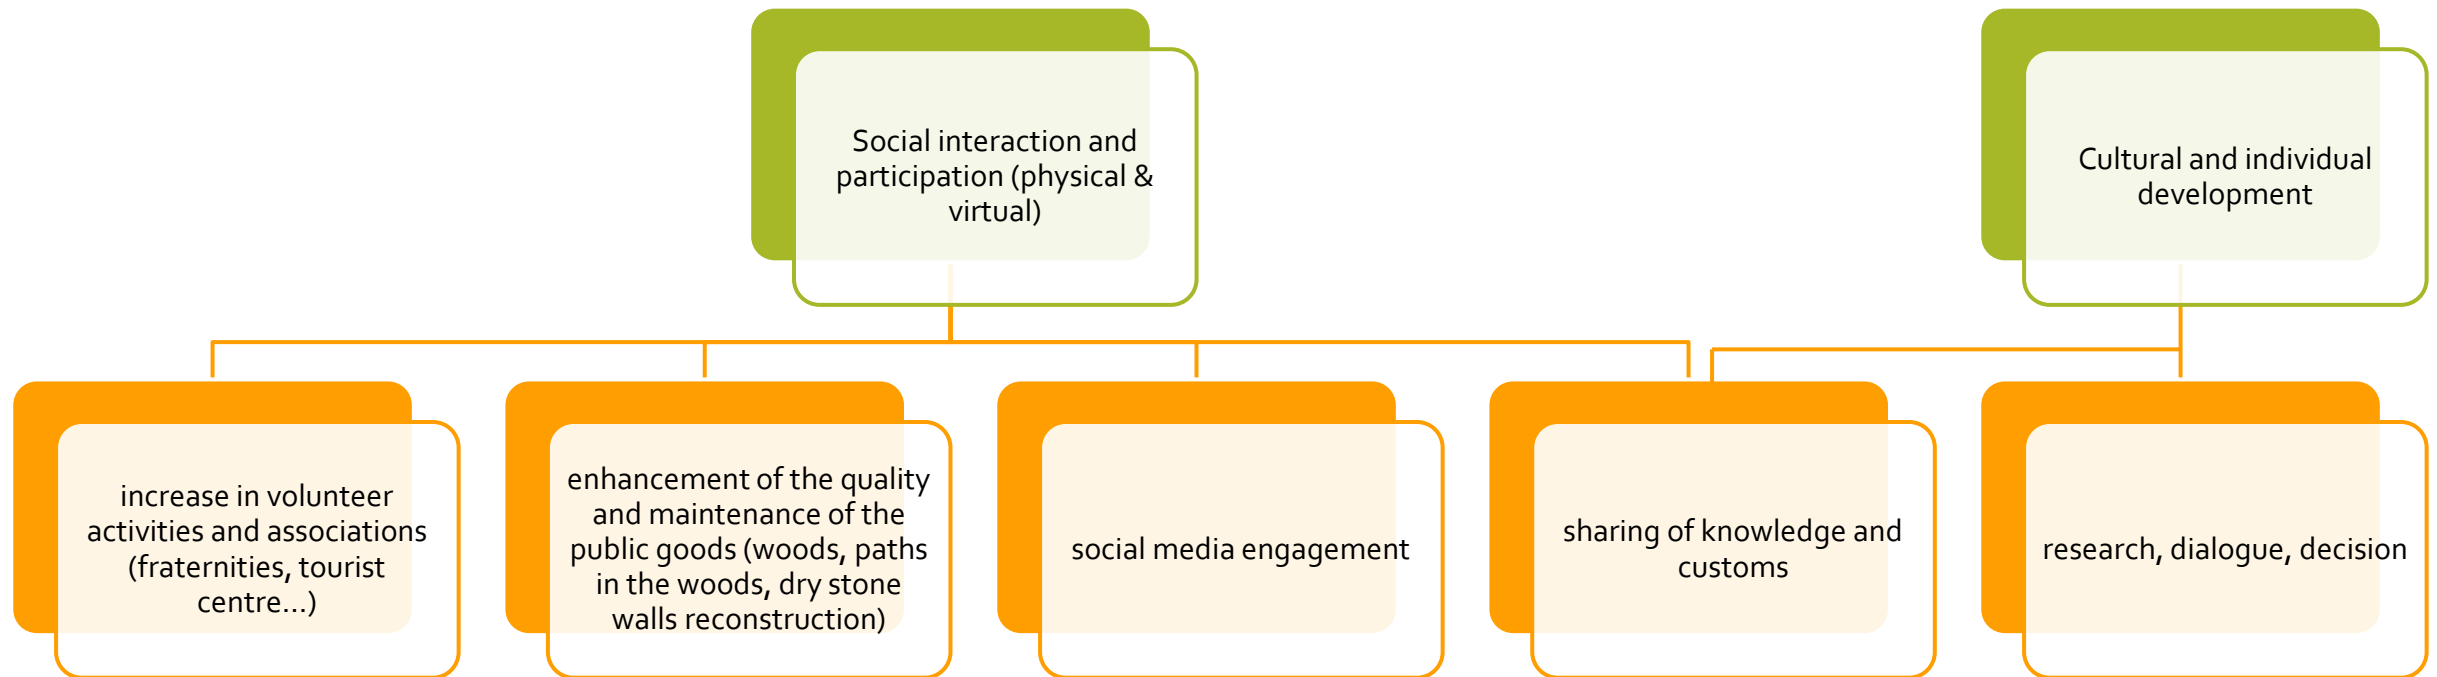 Social interaction and
participation (physical &
virtual)
Cultural and individual
development
increase in volunteer
activities and associations
(fraternities, tourist
centre...)
enhancement of the quality
and maintenance of the
public goods (woods, paths
in the woods, dry stone
walls reconstruction)
social media engagement
sharing of knowledge and
customs
research, dialogue, decision